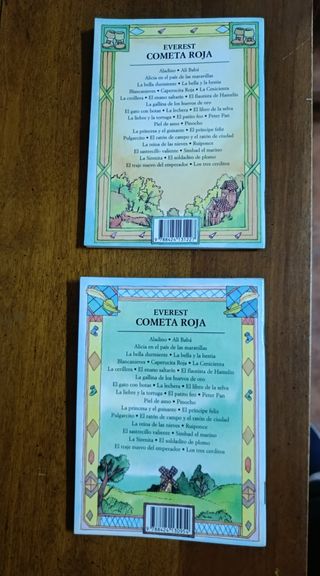 EVEREST
COMETA ROJA
Aladino • Alí Babá
Alicia en el país de las maravillas
La bella durmiente • La bella y la bestia
Blancanieves • Caperucita Roja • La Cenicienta
La cerillera • El enano saltarín • El flautista de Hamelín
La gallina de los huevos de oro
El gato con botas • La lechera • El libro de la selva
La liebre y la tortuga • El patito feo • Peter Pan
Piel de asno • Pinocho
La princesa y el guisante • El príncipe feliz
Pulgarcito • El ratón de campo y el ratón de ciudad
La reina de las nieves • Ruiponce
El sastrecillo valiente • Simbad el marino
La Sirenita • El soldadito de plomo
El traje nuevo del emperador • Los tres cerditos
EVEREST
COMETA ROJA
Aladino • Alí Babá
Alicia en el país de las maravillas
La bella durmiente • La bella y la bestia
Blancanieves • Caperucita Roja • La Cenicienta
La cerillera • El enano saltarín • El flautista de Hamelín
La gallina de los huevos de oro
El gato con botas • La lechera • El libro de la selva
La liebre y la tortuga • El patito feo • Peter Pan
Piel de asno • Pinocho
La princesa y el guisante • El príncipe feliz
Pulgarcito • El ratón de campo y el ratón de ciudad
La reina de las nieves • Ruiponce
El sastrecillo valiente • Simbad el marino
La Sirenita • El soldadito de plomo
El traje nuevo del emperador • Los tres cerditos